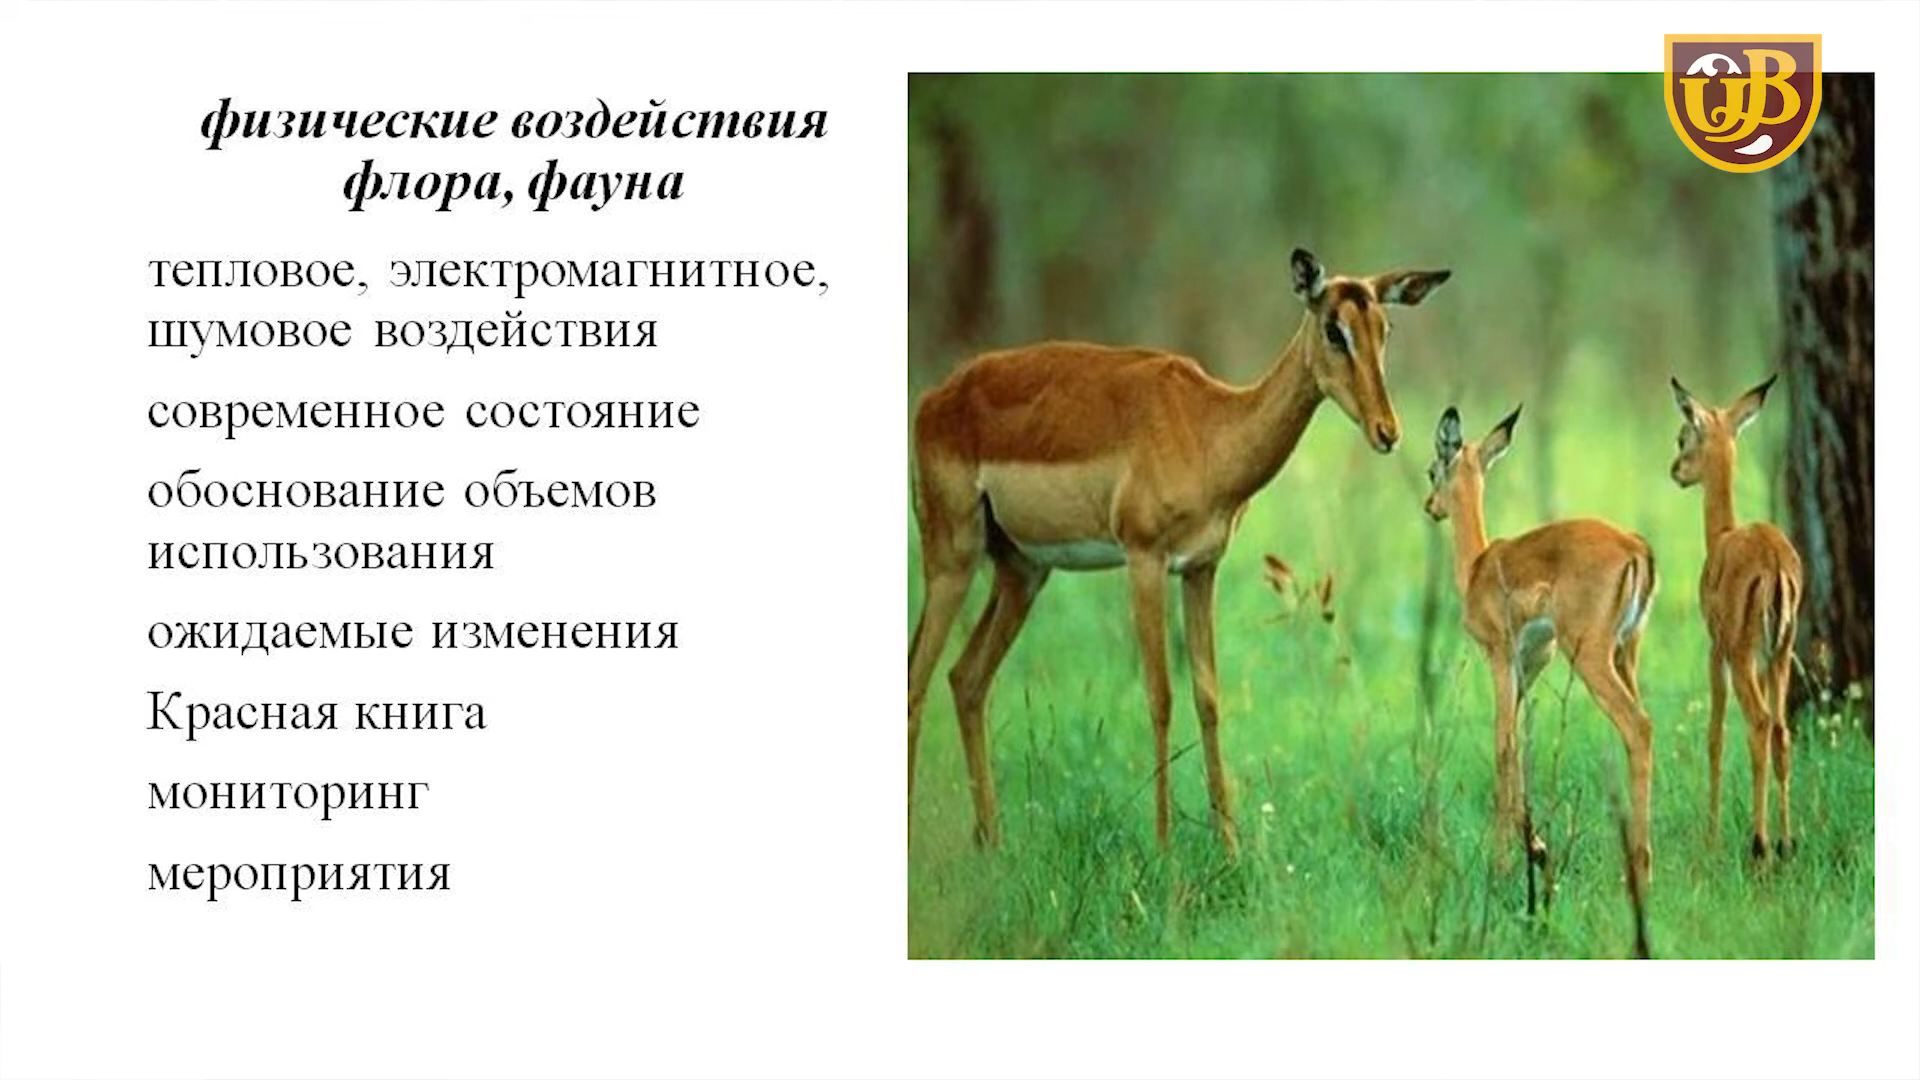 физические воздействия
флора, фауна
тепловое, электромагнитное,
шумовое воздействия
современное состояние
обоснование объемов
использования
ожидаемые изменения
Красная книга
мониторинг
мероприятия